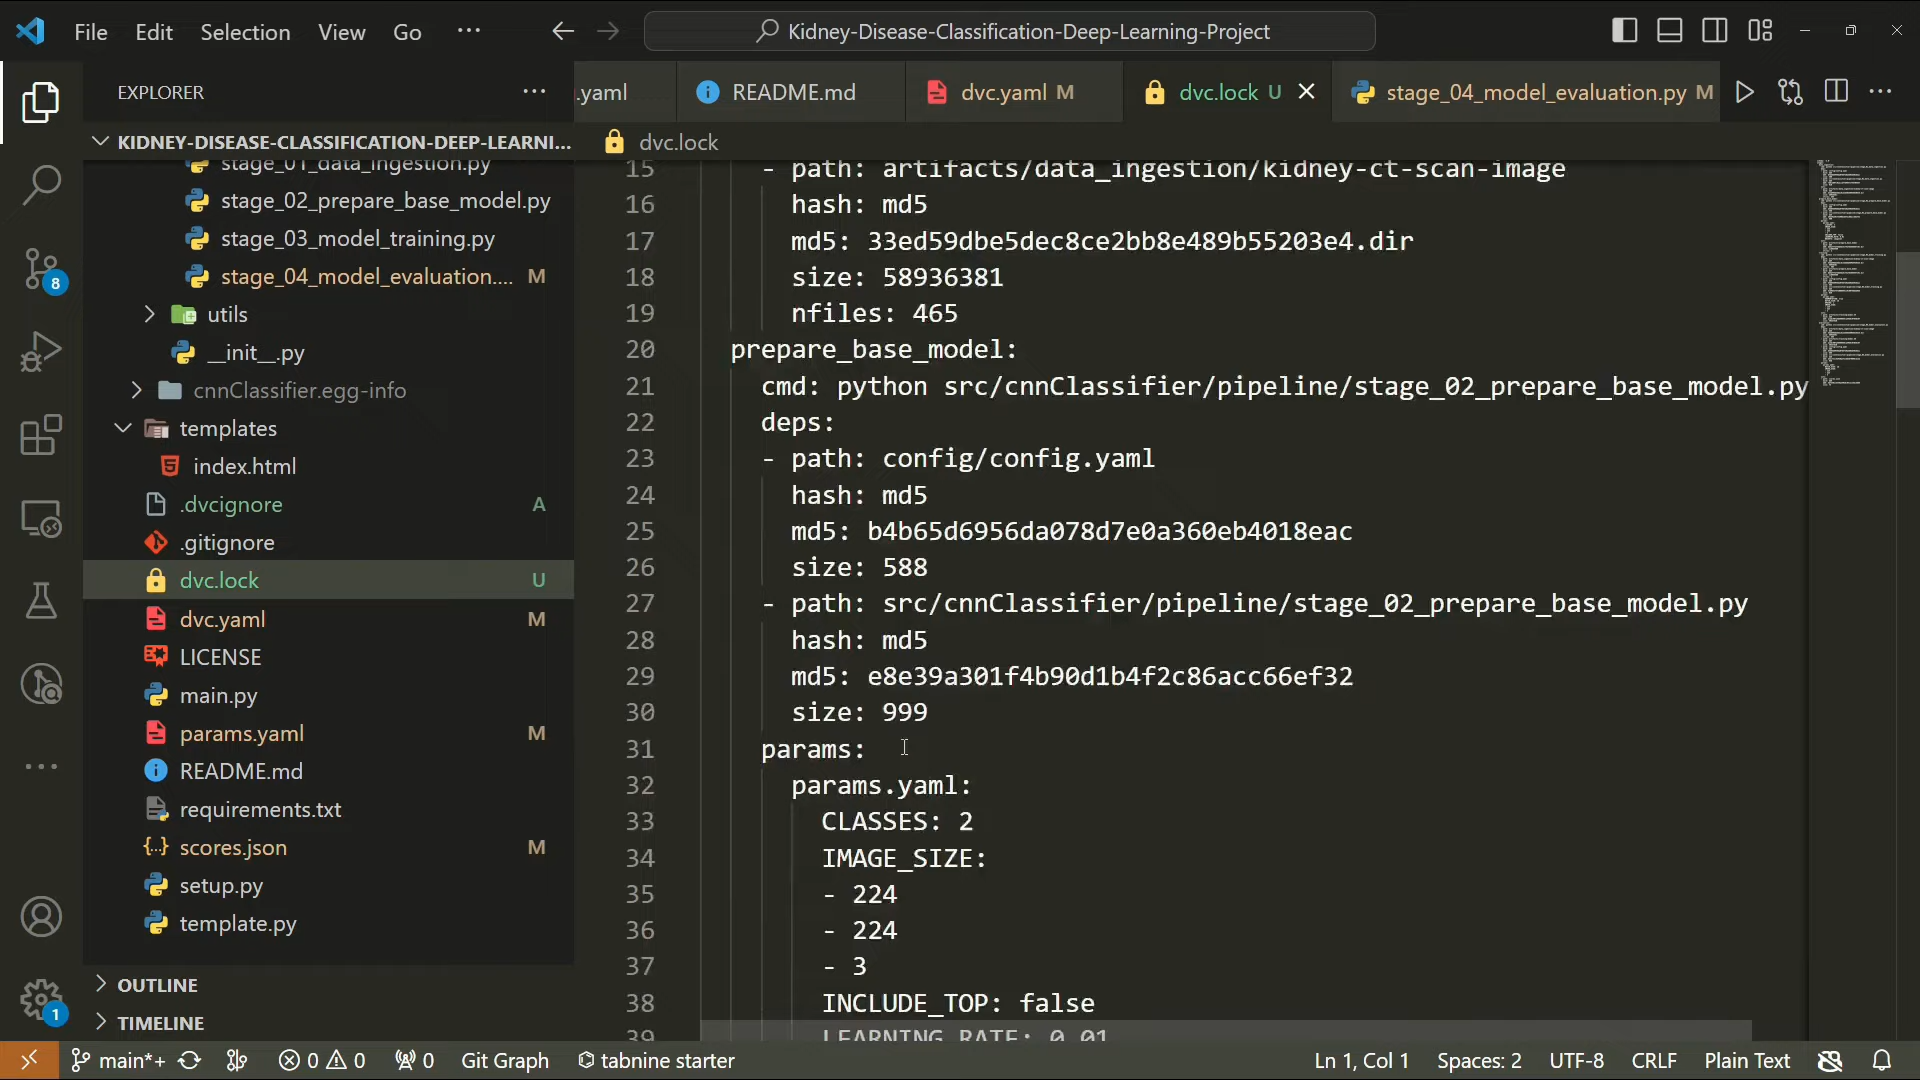 File Edit Selection View Go ··· Kidney-Disease-Classification-Deep-Learning-Project
EXPLORER
.yaml README.md dvc.yaml M dvc.lock U stage_04_model_evaluation.py M
KIDNEY-DISEASE-CLASSIFICATION-DEEP-LEARNI...
stage_01_data_ingestion.py
stage_02_prepare_base_model.py
stage_03_model_training.py
stage_04_model_evaluation.... M
utils
__init__.py
cnnClassifier.egg-info
templates
index.html
.dvcignore A
.gitignore
dvc.lock U
dvc.yaml M
LICENSE
main.py
params.yaml M
README.md
requirements.txt
scores.json M
setup.py
template.py
OUTLINE
TIMELINE
8
1
dvc.lock
15 - path: artifacts/data_ingestion/kidney-ct-scan-image
16 hash: md5
17 md5: 33ed59dbe5dec8ce2bb8e489b55203e4.dir
18 size: 58936381
19 nfiles: 465
20 prepare_base_model:
21 cmd: python src/cnnClassifier/pipeline/stage_02_prepare_base_model.py
22 deps:
23 - path: config/config.yaml
24 hash: md5
25 md5: b4b65d6956da078d7e0a360eb4018eac
26 size: 588
27 - path: src/cnnClassifier/pipeline/stage_02_prepare_base_model.py
28 hash: md5
29 md5: e8e39a301f4b90d1b4f2c86acc66ef32
30 size: 999
31 params:
32 params.yaml:
33 CLASSES: 2
34 IMAGE_SIZE:
35 - 224
36 - 224
37 - 3
38 INCLUDE_TOP: false
39 LEARNING_RATE: 0.01
main*+ 0 0 0 Git Graph tabnine starter Ln 1, Col 1 Spaces: 2 UTF-8 CRLF Plain Text